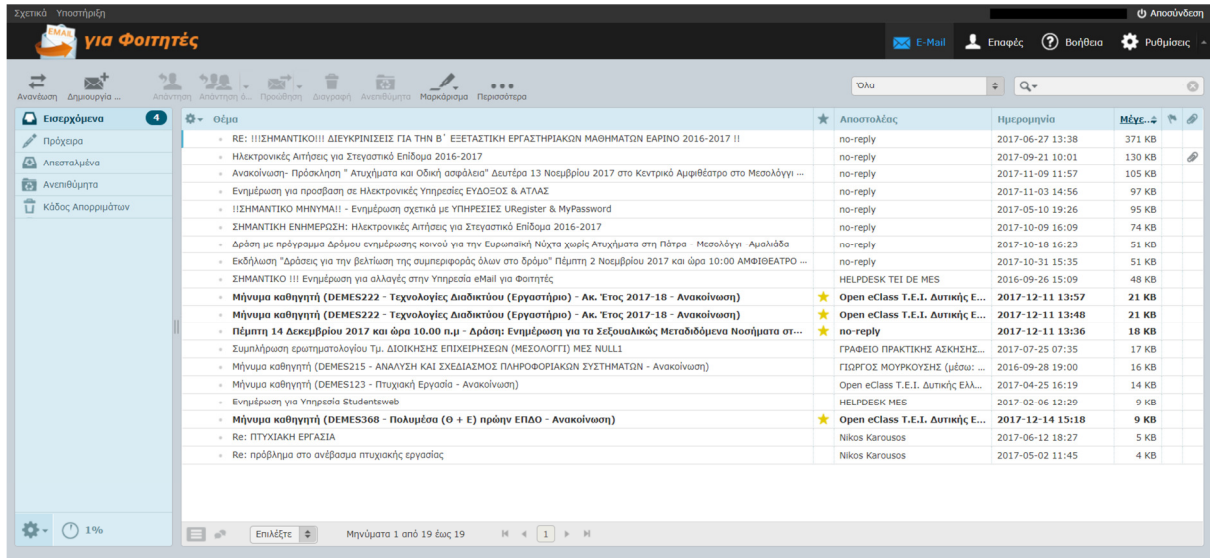 Σχετικά Υποστήριξη
Αποσύνδεση
EMAIL για Φοιτητές
E-Mail Επαφές Βοήθεια Ρυθμίσεις
Ανανέωση Δημιουργία ... Απάντηση Απάντηση ό... Προώθηση Διαγραφή Ανεπιθύμητα Μαρκάρισμα Περισσότερα
Όλα
Εισερχόμενα 4
Πρόχειρα
Απεσταλμένα
Ανεπιθύμητα
Κάδος Απορριμάτων
Θέμα Αποστολέας Ημερομηνία Μέγε...
RE: !!!ΣΗΜΑΝΤΙΚΟ!!! ΔΙΕΥΚΡΙΝΙΣΕΙΣ ΓΙΑ ΤΗΝ Β΄ ΕΞΕΤΑΣΤΙΚΗ ΕΡΓΑΣΤΗΡΙΑΚΩΝ ΜΑΘΗΜΑΤΩΝ ΕΑΡΙΝΟ 2016-2017 !! no-reply 2017-06-27 13:38 371 KB
Ηλεκτρονικές Αιτήσεις για Στεγαστικό Επίδομα 2016-2017 no-reply 2017-09-21 10:01 130 KB
Ανακοίνωση- Πρόσκληση " Ατυχήματα και Οδική ασφάλεια" Δευτέρα 13 Νοεμβρίου 2017 στο Κεντρικό Αμφιθέατρο στο Μεσολόγγι ... no-reply 2017-11-09 11:57 105 KB
Ενημέρωση για προσβαση σε Ηλεκτρονικές Υπηρεσίες ΕΥΔΟΞΟΣ & ΑΤΛΑΣ no-reply 2017-11-03 14:56 97 KB
!!ΣΗΜΑΝΤΙΚΟ ΜΗΝΥΜΑ!! - Ενημέρωση σχετικά με ΥΠΗΡΕΣΙΕΣ URegister & MyPassword no-reply 2017-05-10 19:26 95 KB
ΣΗΜΑΝΤΙΚΗ ΕΝΗΜΕΡΩΣΗ: Ηλεκτρονικές Αιτήσεις για Στεγαστικό Επίδομα 2016-2017 no-reply 2017-10-09 16:09 74 KB
Δράση με πρόγραμμα Δρόμου ενημέρωσης κοινού για την Ευρωπαϊκή Νύχτα χωρίς Ατυχήματα στη Πάτρα - Μεσολόγγι- Αμαλιάδα no-reply 2017-10-18 16:23 51 KB
Εκδήλωση "Δράσεις για την βελτίωση της συμπεριφοράς όλων στο δρόμο" Πέμπτη 2 Νοεμβρίου 2017 και ώρα 10:00 ΑΜΦΙΘΕΑΤΡΟ ... no-reply 2017-10-31 15:35 51 KB
ΣΗΜΑΝΤΙΚΟ !!! Ενημέρωση για αλλαγές στην Υπηρεσία eMail για Φοιτητές HELPDESK TEI DE MES 2016-09-26 15:09 48 KB
Μήνυμα καθηγητή (DEMES222 - Τεχνολογίες Διαδικτύου (Εργαστήριο) - Ακ. Έτος 2017-18 - Ανακοίνωση) Open eClass Τ.Ε.Ι. Δυτικής Ε... 2017-12-11 13:57 21 KB
Μήνυμα καθηγητή (DEMES222 - Τεχνολογίες Διαδικτύου (Εργαστήριο) - Ακ. Έτος 2017-18 - Ανακοίνωση) Open eClass Τ.Ε.Ι. Δυτικής Ε... 2017-12-11 13:48 21 KB
Πέμπτη 14 Δεκεμβρίου 2017 και ώρα 10.00 π.μ - Δράση: Ενημέρωση για τα Σεξουαλικώς Μεταδιδόμενα Νοσήματα στ... no-reply 2017-12-11 13:36 18 KB
Συμπλήρωση ερωτηματολογίου Τμ. ΔΙΟΙΚΗΣΗΣ ΕΠΙΧΕΙΡΗΣΕΩΝ (ΜΕΣΟΛΟΓΓΙ) ΜΕΣ NULL1 ΓΡΑΦΕΙΟ ΠΡΑΚΤΙΚΗΣ ΑΣΚΗΣΗΣ... 2017-07-25 07:35 17 KB
Μήνυμα καθηγητή (DEMES215 - ΑΝΑΛΥΣΗ ΚΑΙ ΣΧΕΔΙΑΣΜΟΣ ΠΛΗΡΟΦΟΡΙΑΚΩΝ ΣΥΣΤΗΜΑΤΩΝ - Ανακοίνωση) ΓΙΩΡΓΟΣ ΜΟΥΡΚΟΥΣΗΣ (μέσω: ... 2016-09-28 19:00 16 KB
Μήνυμα καθηγητή (DEMES123 - Πτυχιακή Εργασία - Ανακοίνωση) Open eClass Τ.Ε.Ι. Δυτικής Ελλ... 2017-04-25 16:19 14 KB
Ενημέρωση για Υπηρεσία Studentsweb HELPDESK MES 2017-02-06 12:29 9 KB
Μήνυμα καθηγητή (DEMES368 - Πολυμέσα (Θ + Ε) πρώην ΕΠΔΟ - Ανακοίνωση) Open eClass Τ.Ε.Ι. Δυτικής Ε... 2017-12-14 15:18 9 KB
Re: ΠΤΥΧΙΑΚΗ ΕΡΓΑΣΙΑ Nikos Karousos 2017-06-12 18:27 5 KB
Re: πρόβλημα στο ανέβασμα πτυχιακής εργασίας Nikos Karousos 2017-05-02 11:45 4 KB
1% Επιλέξτε Μηνύματα 1 από 19 έως 19 1